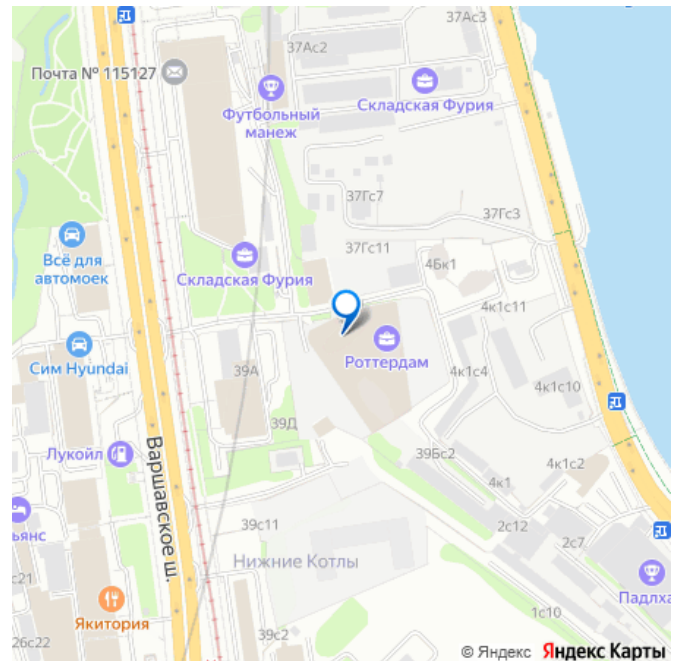 37Ас3
37Ас2
Почта № 115127
Футбольный
манеж
Складская Фурия
37Гс7
37Гс3
Всё для
автомоек
37Гс11
4Бк1
Складская Фурия
4к1с11
Сим Hyundai
39А
Роттердам
4к1с4
4к1с10
39Д
Варшавское ш.
Лукойл
39Бс2
4к1с2
4к1
39с11
2с12
2с7
ьянс
Нижние Котлы
с21
Падлха
Якитория
1с10
26с22
39с2
© Яндекс Яндекс Карты